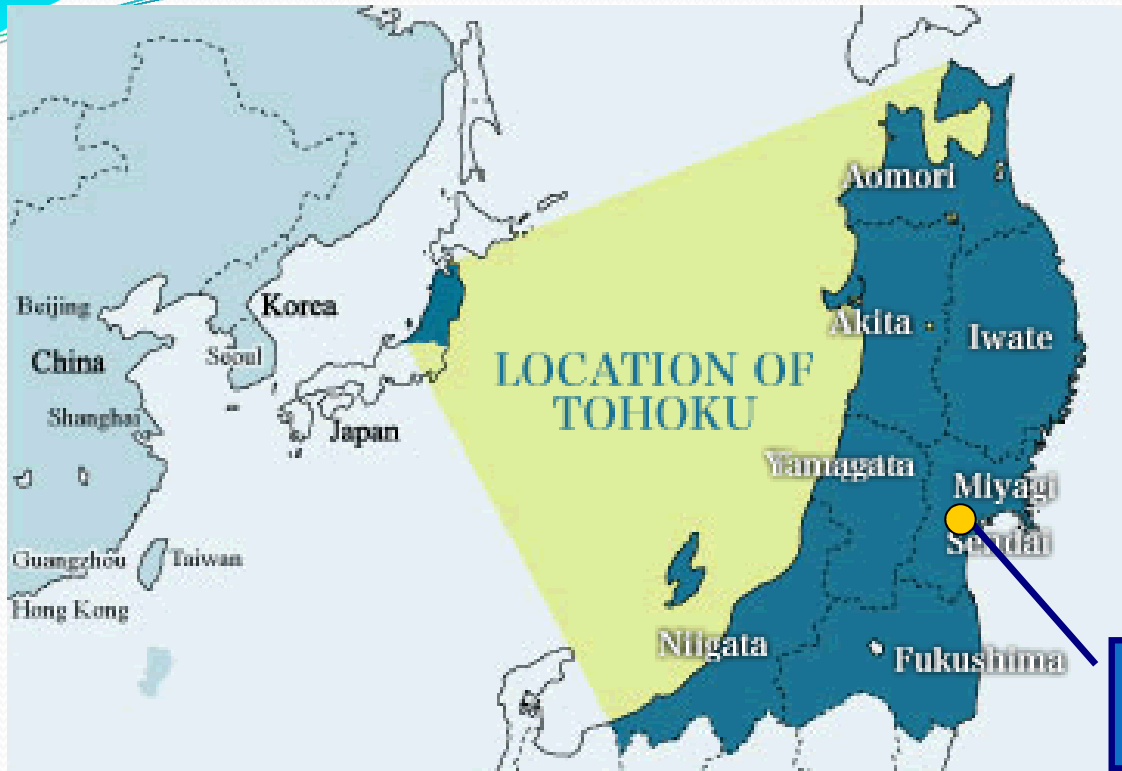 Aomori
Beijing
Korea
Akita
Iwate
China
Seoul
LOCATION OF
TOHOKU
Shanghai
Japan
Yamagata
Miyagi
Sendai
Guangzhou
Taiwan
Hong Kong
Niigata
Fukushima